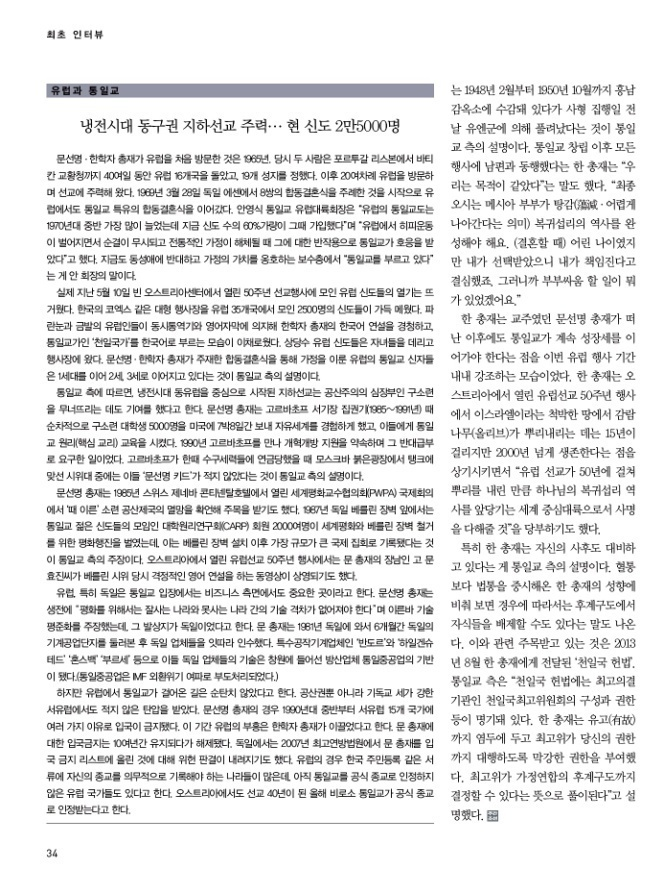 최초 인터뷰
유럽과 통일교
냉전시대 동구권 지하선교 주력… 현 신도 2만5000명
문선명·한학자 총재가 유럽을 처음 방문한 것은 1965년. 당시 두 사람은 포르투갈 리스본에서 바티
칸 교황청까지 40여일 동안 유럽 16개국을 돌았고, 19개 성지를 정했다. 이후 20여차례 유럽을 방문하
며 선교에 주력해 왔다. 1969년 3월 28일 독일 에센에서 8쌍의 합동결혼식을 주례한 것을 시작으로 유
럽에서도 통일교 특유의 합동결혼식을 이어갔다. 안영식 통일교 유럽대륙회장은 “유럽의 통일교도는
1970년대 중반 가장 많이 늘었는데 지금 신도 수의 60%가량이 그때 가입했다”며 “유럽에서 히피운동
이 벌어지면서 순결이 무시되고 전통적인 가정이 해체될 때 그에 대한 반작용으로 통일교가 호응을 받
았다”고 했다. 지금도 동성애에 반대하고 가정의 가치를 옹호하는 보수층에서 “통일교를 부르고 있다”
는 게 안 회장의 말이다.
실제 지난 5월 10일 빈 오스트리아센터에서 열린 50주년 선교행사에 모인 유럽 신도들의 열기는 뜨
거웠다. 한국의 코엑스 같은 대형 행사장을 유럽 35개국에서 모인 2500명의 신도들이 가득 메웠다. 파
란눈과 금발의 유럽인들이 동시통역기와 영어자막에 의지해 한학자 총재의 한국어 연설을 경청하고,
통일교가인 ‘천일국가’를 한국어로 부르는 모습이 이채로웠다. 상당수 유럽 신도들은 자녀들을 데리고
행사장에 왔다. 문선명·한학자 총재가 주재한 합동결혼식을 통해 가정을 이룬 유럽의 통일교 신자들
은 1세대를 이어 2세, 3세로 이어지고 있다는 것이 통일교 측의 설명이다.
통일교 측에 따르면, 냉전시대 동유럽을 중심으로 시작된 지하선교는 공산주의의 심장부인 구소련
을 무너뜨리는 데도 기여를 했다고 한다. 문선명 총재는 고르바초프 서기장 집권기(1985~1991년) 때
순차적으로 구소련 대학생 5000명을 미국에 7박8일간 보내 자유세계를 경험하게 했고, 이들에게 통일
교 원리(핵심 교리) 교육을 시켰다. 1990년 고르바초프를 만나 개혁개방 지원을 약속하며 그 반대급부
로 요구한 일이었다. 고르바초프가 한때 수구세력들에 연금당했을 때 모스크바 붉은광장에서 탱크에
맞선 시위대 중에는 이들 ‘문선명 키드’가 적지 않았다는 것이 통일교 측의 설명이다.
문선명 총재는 1985년 스위스 제네바 콘티넨탈호텔에서 열린 세계평화교수협의회(PWPA) 국제회의
에서 ‘때 이른’ 소련 공산제국의 멸망을 확언해 주목을 받기도 했다. 1987년 독일 베를린 장벽 앞에서는
통일교 젊은 신도들의 모임인 대학원리연구회(CARP) 회원 2000여명이 세계평화와 베를린 장벽 철거
를 위한 평화행진을 벌였는데, 이는 베를린 장벽 설치 이후 가장 규모가 큰 국제 집회로 기록됐다는 것
이 통일교 측의 주장이다. 오스트리아에서 열린 유럽선교 50주년 행사에서는 문 총재의 장남인 고 문
효진씨가 베를린 시위 당시 격정적인 영어 연설을 하는 동영상이 상영되기도 했다.
유럽, 특히 독일은 통일교 입장에서는 비즈니스 측면에서도 중요한 곳이라고 한다. 문선명 총재는
생전에 “평화를 위해서는 잘사는 나라와 못사는 나라 간의 기술 격차가 없어져야 한다”며 이른바 기술
평준화를 주장했는데, 그 발상지가 독일이었다고 한다. 문 총재는 1981년 독일에 와서 6개월간 독일의
기계공업단지를 둘러본 후 독일 업체들을 잇따라 인수했다. 특수공작기계업체인 ‘반도르’와 ‘하일겐슈
테드’ ‘혼스백’ ‘부르세’ 등으로 이들 독일 업체들의 기술은 창원에 들어선 방산업체 통일중공업의 기반
이 됐다.(통일중공업은 IMF 외환위기 여파로 부도처리되었다.)
하지만 유럽에서 통일교가 걸어온 길은 순탄치 않았다고 한다. 공산권뿐 아니라 기독교 세가 강한
서유럽에서도 적지 않은 탄압을 받았다. 문선명 총재의 경우 1990년대 중반부터 서유럽 15개 국가에
여러 가지 이유로 입국이 금지됐다. 이 기간 유럽의 부흥은 한학자 총재가 이끌었다고 한다. 문 총재에
대한 입국금지는 10여년간 유지되다가 해제됐다. 독일에서는 2007년 최고연방법원에서 문 총재를 입
국 금지 리스트에 올린 것에 대해 위헌 판결이 내려지기도 했다. 유럽의 경우 한국 주민등록 같은 서
류에 자신의 종교를 의무적으로 기록해야 하는 나라들이 많은데, 아직 통일교를 공식 종교로 인정하지
않은 유럽 국가들도 있다고 한다. 오스트리아에서도 선교 40년이 된 올해 비로소 통일교가 공식 종교
로 인정받는다고 한다.
는 1948년 2월부터 1950년 10월까지 흥남
감옥소에 수감돼 있다가 사형 집행일 전
날 유엔군에 의해 풀려났다는 것이 통일
교 측의 설명이다. 통일교 창립 이후 모든
행사에 남편과 동행했다는 한 총재는 “우
리는 목적이 같았다”는 말도 했다. “최종
오시는 메시아 부부가 탕감(蕩減·어렵게
나아간다는 의미) 복귀섭리의 역사를 완
성해야 해요. (결혼할 때) 어린 나이였지
만 내가 선택받았으니 내가 책임진다고
결심했죠. 그러니까 부부싸움 할 일이 뭐
가 있었겠어요.”
한 총재는 교주였던 문선명 총재가 떠
난 이후에도 통일교가 계속 성장세를 이
어가야 한다는 점을 이번 유럽 행사 기간
내내 강조하는 모습이었다. 한 총재는 오
스트리아에서 열린 유럽선교 50주년 행사
에서 이스라엘이라는 척박한 땅에서 감람
나무(올리브)가 뿌리내리는 데는 15년이
걸리지만 2000년 넘게 생존한다는 점을
상기시키면서 “유럽 선교가 50년에 걸쳐
뿌리를 내린 만큼 하나님의 복귀섭리 역
사를 앞당기는 세계 중심대륙으로서 사명
을 다해줄 것”을 당부하기도 했다.
특히 한 총재는 자신의 사후도 대비하
고 있다는 게 통일교 측의 설명이다. 혈통
보다 법통을 중시해온 한 총재의 성향에
비춰 보면 경우에 따라서는 후계구도에서
자식들을 배제할 수도 있다는 말도 나온
다. 이와 관련 주목받고 있는 것은 2013
년 8월 한 총재에게 전달된 ‘천일국 헌법’.
통일교 측은 “천일국 헌법에는 최고의결
기관인 천일국최고위원회의 구성과 권한
등이 명기돼 있다. 한 총재는 유고(有故)
까지 염두에 두고 최고위가 당신의 권한
까지 대행하도록 막강한 권한을 부여했
다. 최고위가 가정연합의 후계구도까지
결정할 수 있다는 뜻으로 풀이된다”고 설
명했다.
34